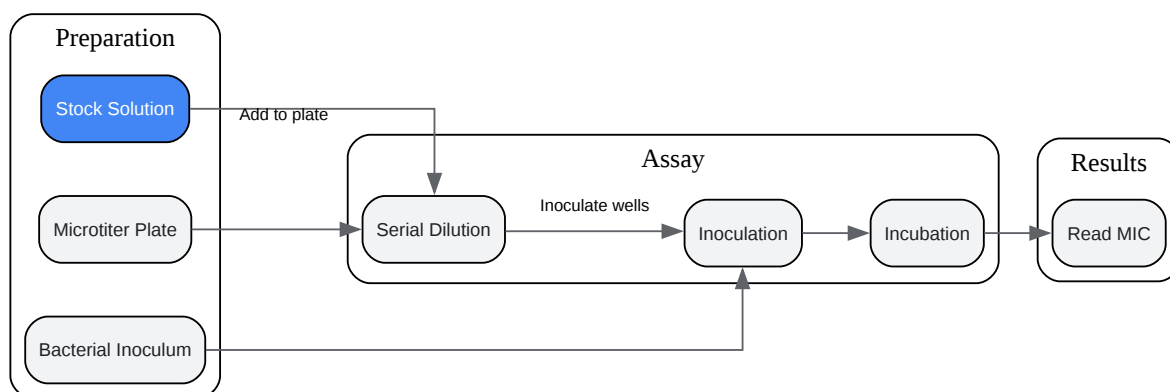 Preparation
Stock Solution
Add to plate
Microtiter Plate
Bacterial Inoculum
Assay
Serial Dilution
Inoculate wells
Inoculation
Incubation
Results
Read MIC